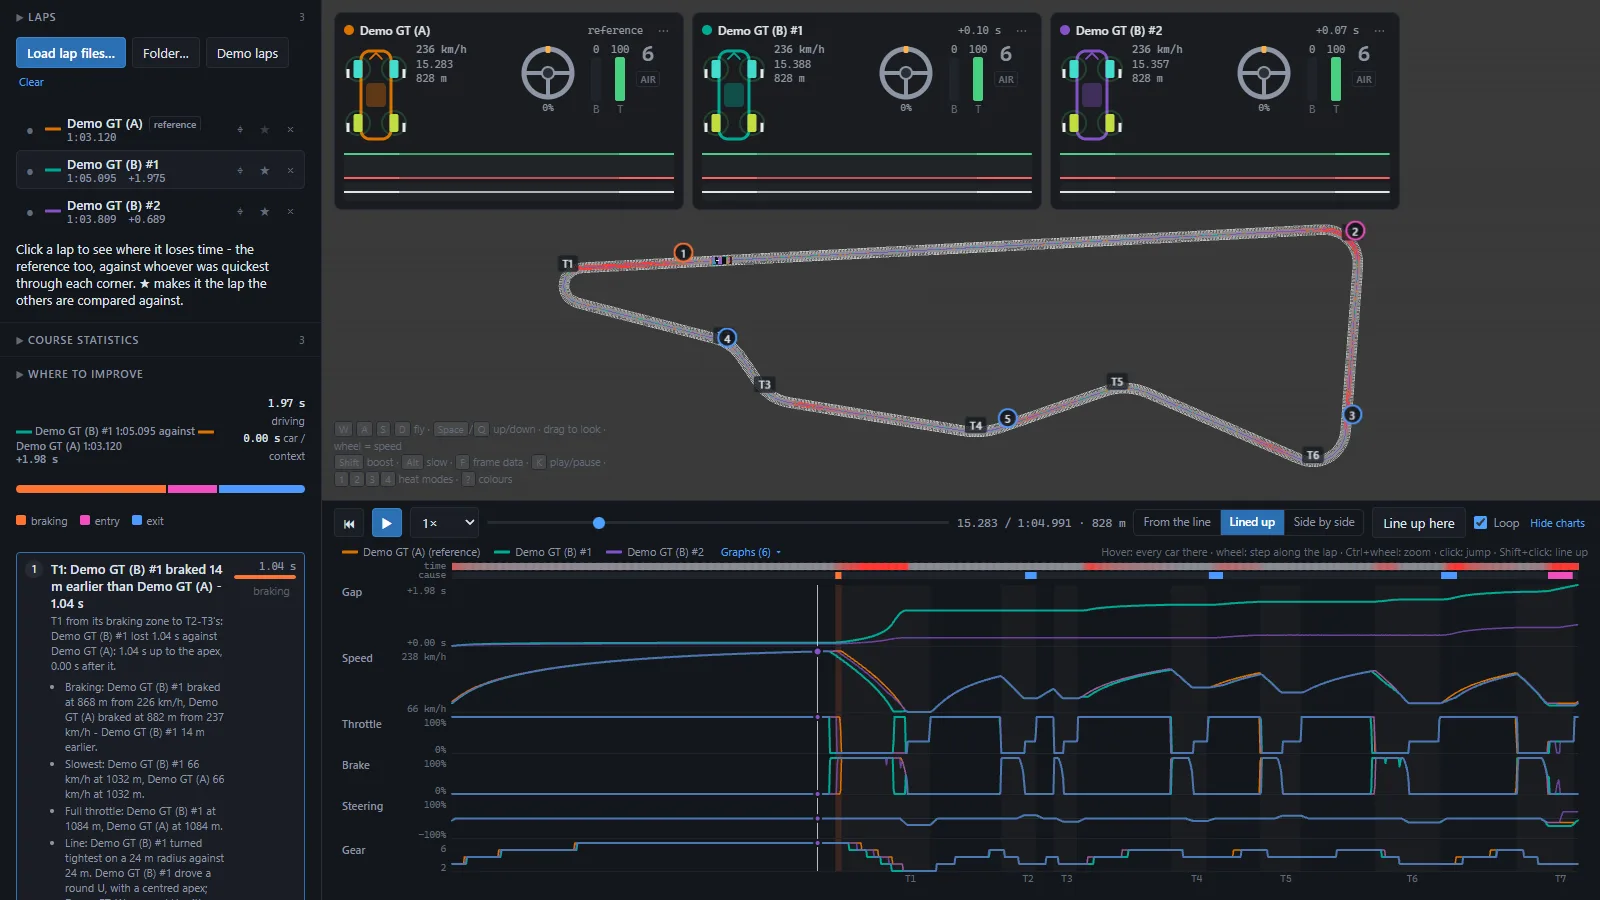 LAPS 3
Load lap files... Folder... Demo laps
Clear
Demo GT (A) reference
1:03.120
Demo GT (B) #1
1:05.095 +1.975
Demo GT (B) #2
1:03.809 +0.689
Click a lap to see where it loses time - the
reference too, against whoever was quickest
through each corner. ★ makes it the lap the
others are compared against.
COURSE STATISTICS 3
WHERE TO IMPROVE
Demo GT (B) #1 1:05.095 against
Demo GT (A) 1:03.120
+1.98 s
1.97 s
driving
0.00 s car /
context
braking entry exit
1 T1: Demo GT (B) #1 braked 14
m earlier than Demo GT (A) -
1.04 s
1.04 s
braking
T1 from its braking zone to T2-T3's:
Demo GT (B) #1 lost 1.04 s against
Demo GT (A): 1.04 s up to the apex,
0.00 s after it.
• Braking: Demo GT (B) #1 braked
at 868 m from 226 km/h, Demo
GT (A) braked at 882 m from 237
km/h - Demo GT (B) #1 14 m
earlier.
• Slowest: Demo GT (B) #1 66
km/h at 1032 m, Demo GT (A) 66
km/h at 1032 m.
• Full throttle: Demo GT (B) #1 at
1084 m, Demo GT (A) at 1084 m.
• Line: Demo GT (B) #1 turned
tightest on a 24 m radius against
24 m. Demo GT (B) #1 drove a
round U, with a centred apex;
Demo GT (A) reference ...
236 km/h
15.283
828 m
0%
0 100 6
AIR
B T
Demo GT (B) #1 +0.10 s ...
236 km/h
15.388
828 m
0%
0 100 6
AIR
B T
Demo GT (B) #2 +0.07 s ...
236 km/h
15.357
828 m
0%
0 100 6
AIR
B T
T1
1
2
4
T3
T5
T4
5
3
T6
W A S D fly · Space / Q up/down · drag to look ·
wheel = speed
Shift boost · Alt slow · F frame data · K play/pause ·
1 2 3 4 heat modes · ? colours
1× 15.283 / 1:04.991 · 828 m From the line Lined up Side by side Line up here Loop Hide charts
Demo GT (A) (reference) Demo GT (B) #1 Demo GT (B) #2 Graphs (6)
Hover: every car there · wheel: step along the lap · Ctrl+wheel: zoom · click: jump · Shift+click: line up
time
cause
Gap +1.98 s
+0.00 s
Speed 238 km/h
66 km/h
Throttle 100%
0%
Brake 100%
0%
Steering 100%
−100%
Gear 6
2
T1 T2 T3 T4 T5 T6 T7